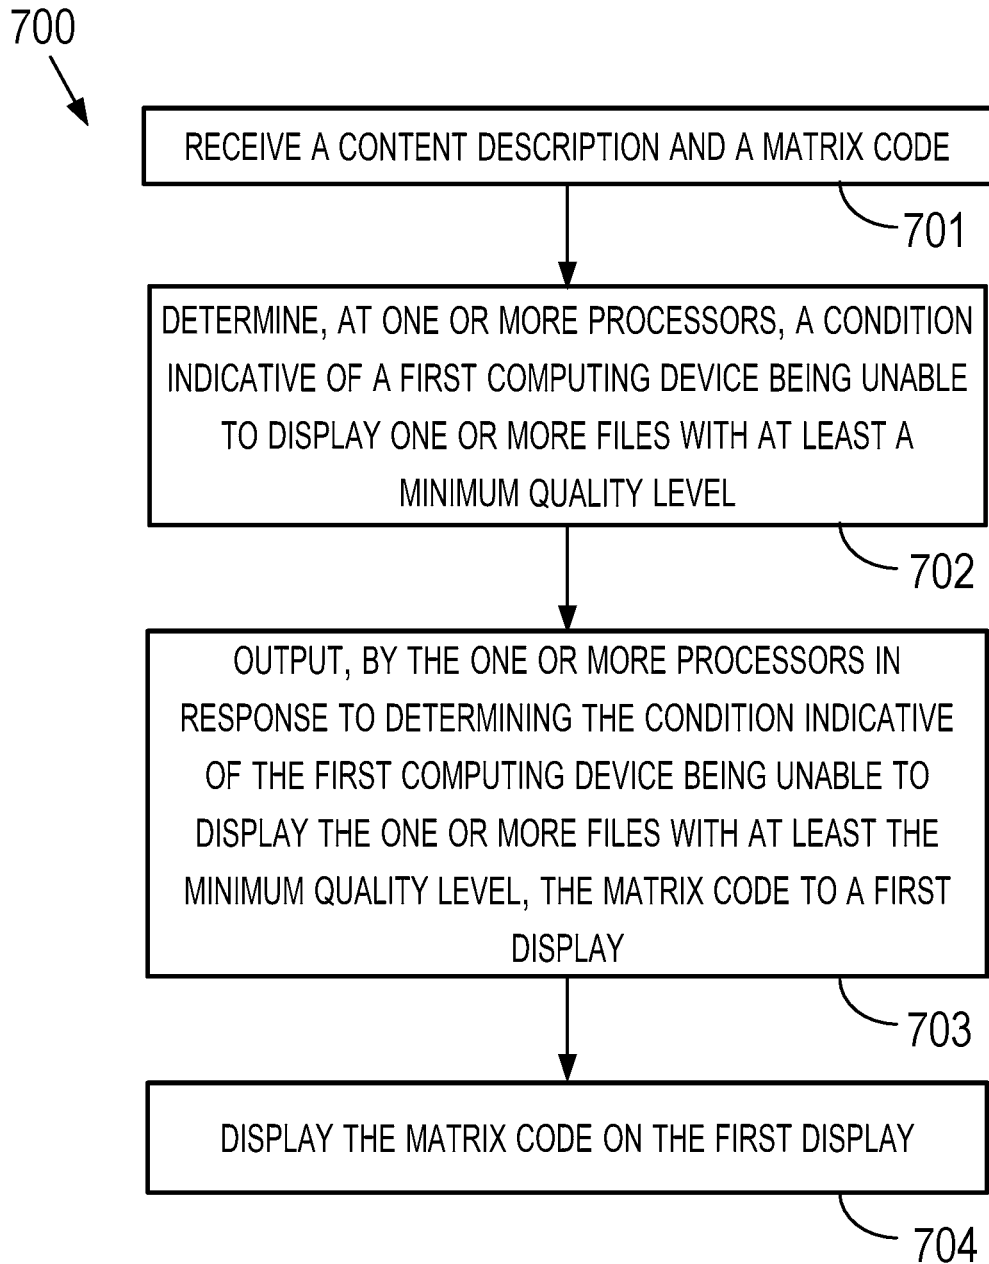 700
RECEIVE A CONTENT DESCRIPTION AND A MATRIX CODE
701
DETERMINE, AT ONE OR MORE PROCESSORS, A CONDITION
INDICATIVE OF A FIRST COMPUTING DEVICE BEING UNABLE
TO DISPLAY ONE OR MORE FILES WITH AT LEAST A
MINIMUM QUALITY LEVEL
702
OUTPUT, BY THE ONE OR MORE PROCESSORS IN
RESPONSE TO DETERMINING THE CONDITION INDICATIVE
OF THE FIRST COMPUTING DEVICE BEING UNABLE TO
DISPLAY THE ONE OR MORE FILES WITH AT LEAST THE
MINIMUM QUALITY LEVEL, THE MATRIX CODE TO A FIRST
DISPLAY
703
DISPLAY THE MATRIX CODE ON THE FIRST DISPLAY
704